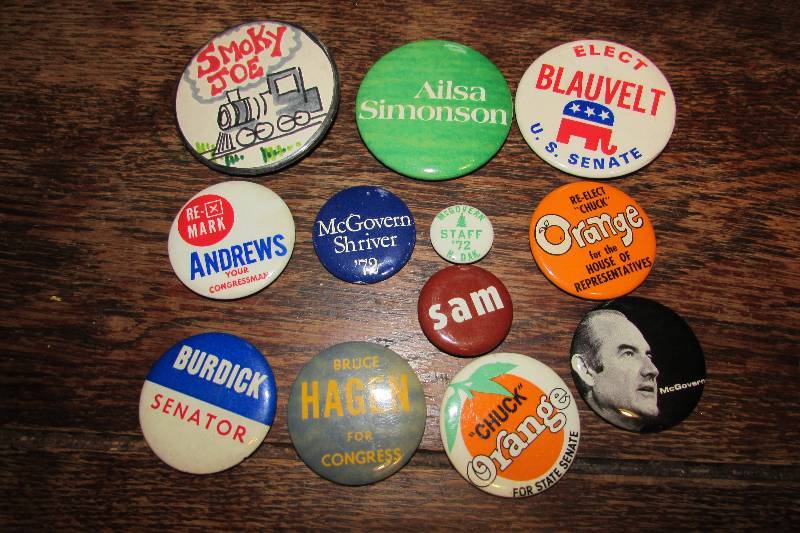 SMOKY
JOE
Ailsa
Simonson
ELECT
BLAUVELT
U.S. SENATE
RE-
MARK
ANDREWS
YOUR
CONGRESSMAN
McGovern
Shriver
'72
McGOVERN
STAFF
'72
N. DAK.
RE-ELECT
"CHUCK"
Orange
for the
HOUSE OF
REPRESENTATIVES
sam
BURDICK
SENATOR
BRUCE
HAGEN
FOR
CONGRESS
"CHUCK"
Orange
FOR STATE SENATE
McGovern